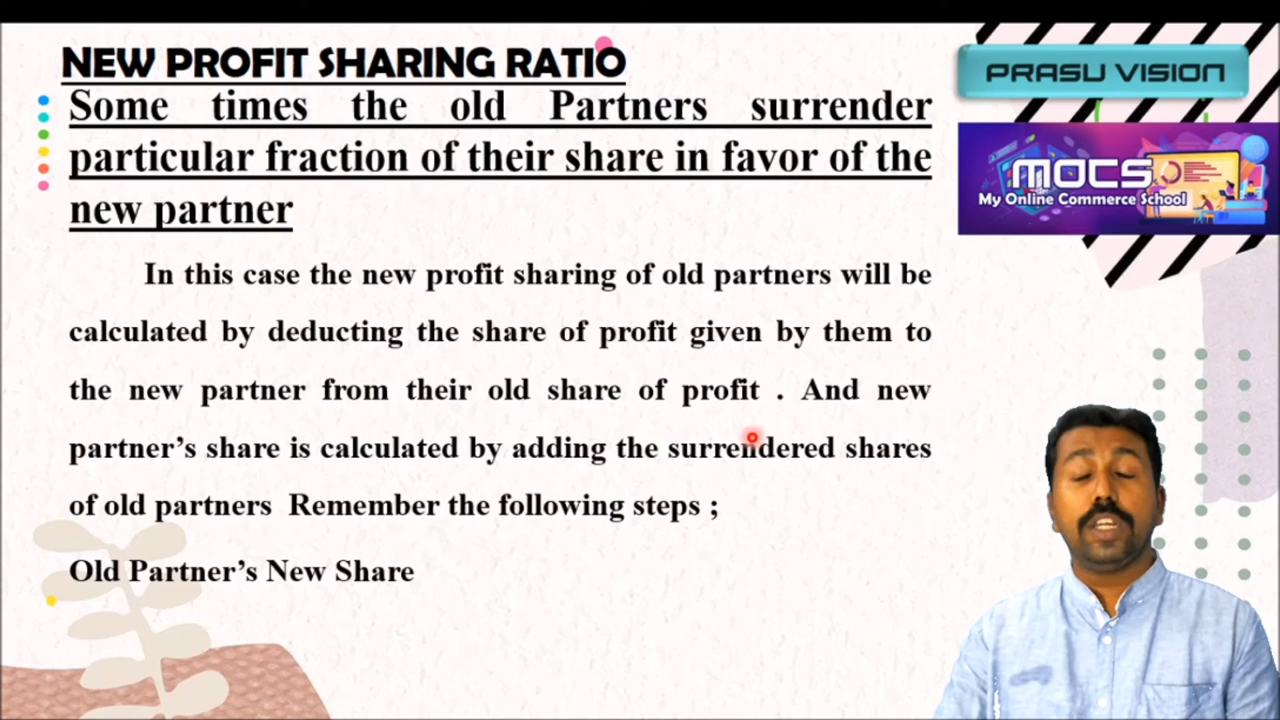 NEW PROFIT SHARING RATIO
PRASU VISION
Some times the old Partners surrender
particular fraction of their share in favor of the
new partner
MOCS
My Online Commerce School
In this case the new profit sharing of old partners will be
calculated by deducting the share of profit given by them to
the new partner from their old share of profit . And new
partner’s share is calculated by adding the surrendered shares
of old partners Remember the following steps ;
Old Partner’s New Share